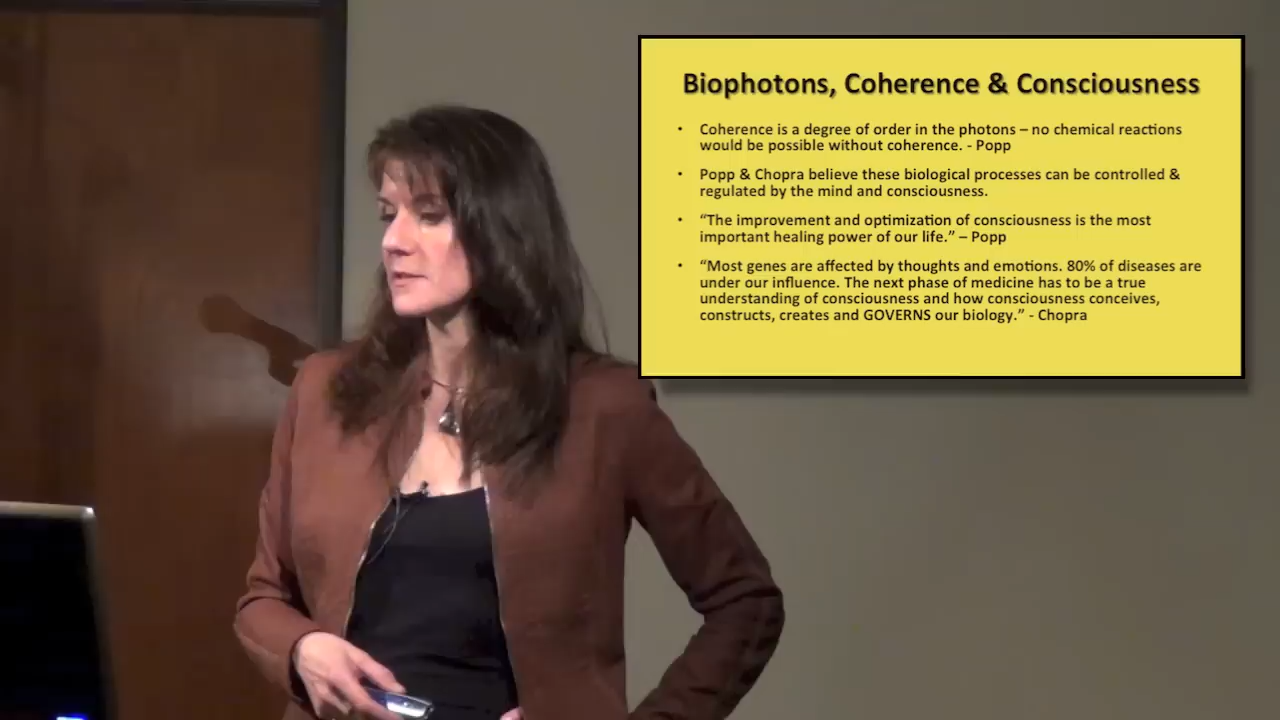 Biophotons, Coherence & Consciousness
• Coherence is a degree of order in the photons – no chemical reactions
would be possible without coherence. - Popp
• Popp & Chopra believe these biological processes can be controlled &
regulated by the mind and consciousness.
• “The improvement and optimization of consciousness is the most
important healing power of our life.” – Popp
• “Most genes are affected by thoughts and emotions. 80% of diseases are
under our influence. The next phase of medicine has to be a true
understanding of consciousness and how consciousness conceives,
constructs, creates and GOVERNS our biology.” - Chopra